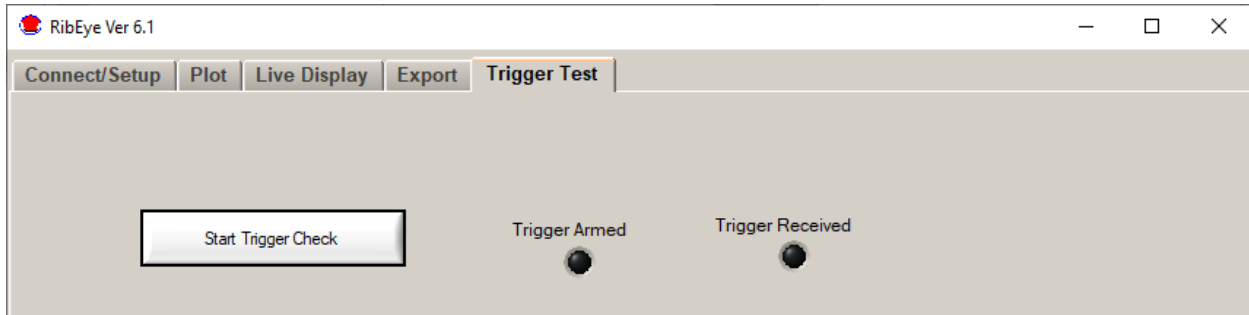 RibEye Ver 6.1
Connect/Setup Plot Live Display Export Trigger Test
Start Trigger Check Trigger Armed Trigger Received